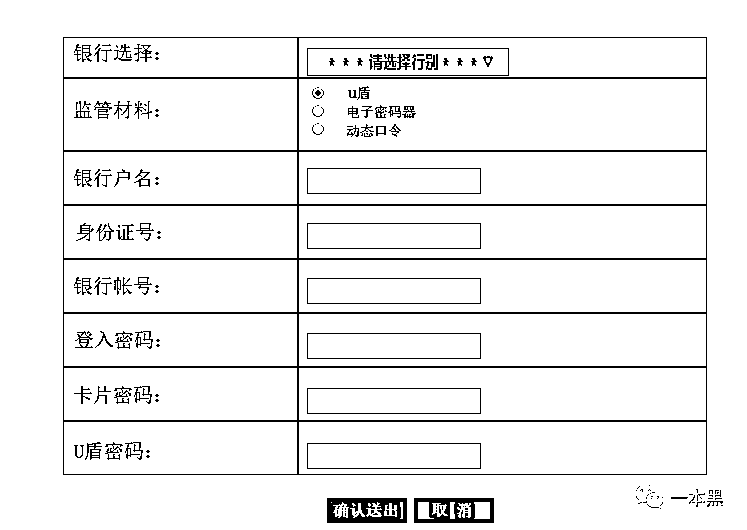 银行选择：
***请选择行别***▽
监管材料：
u盾
电子密码器
动态口令
银行户名：
身份证号：
银行帐号：
登入密码：
卡片密码：
U盾密码：
确认送出 取消
一本黑